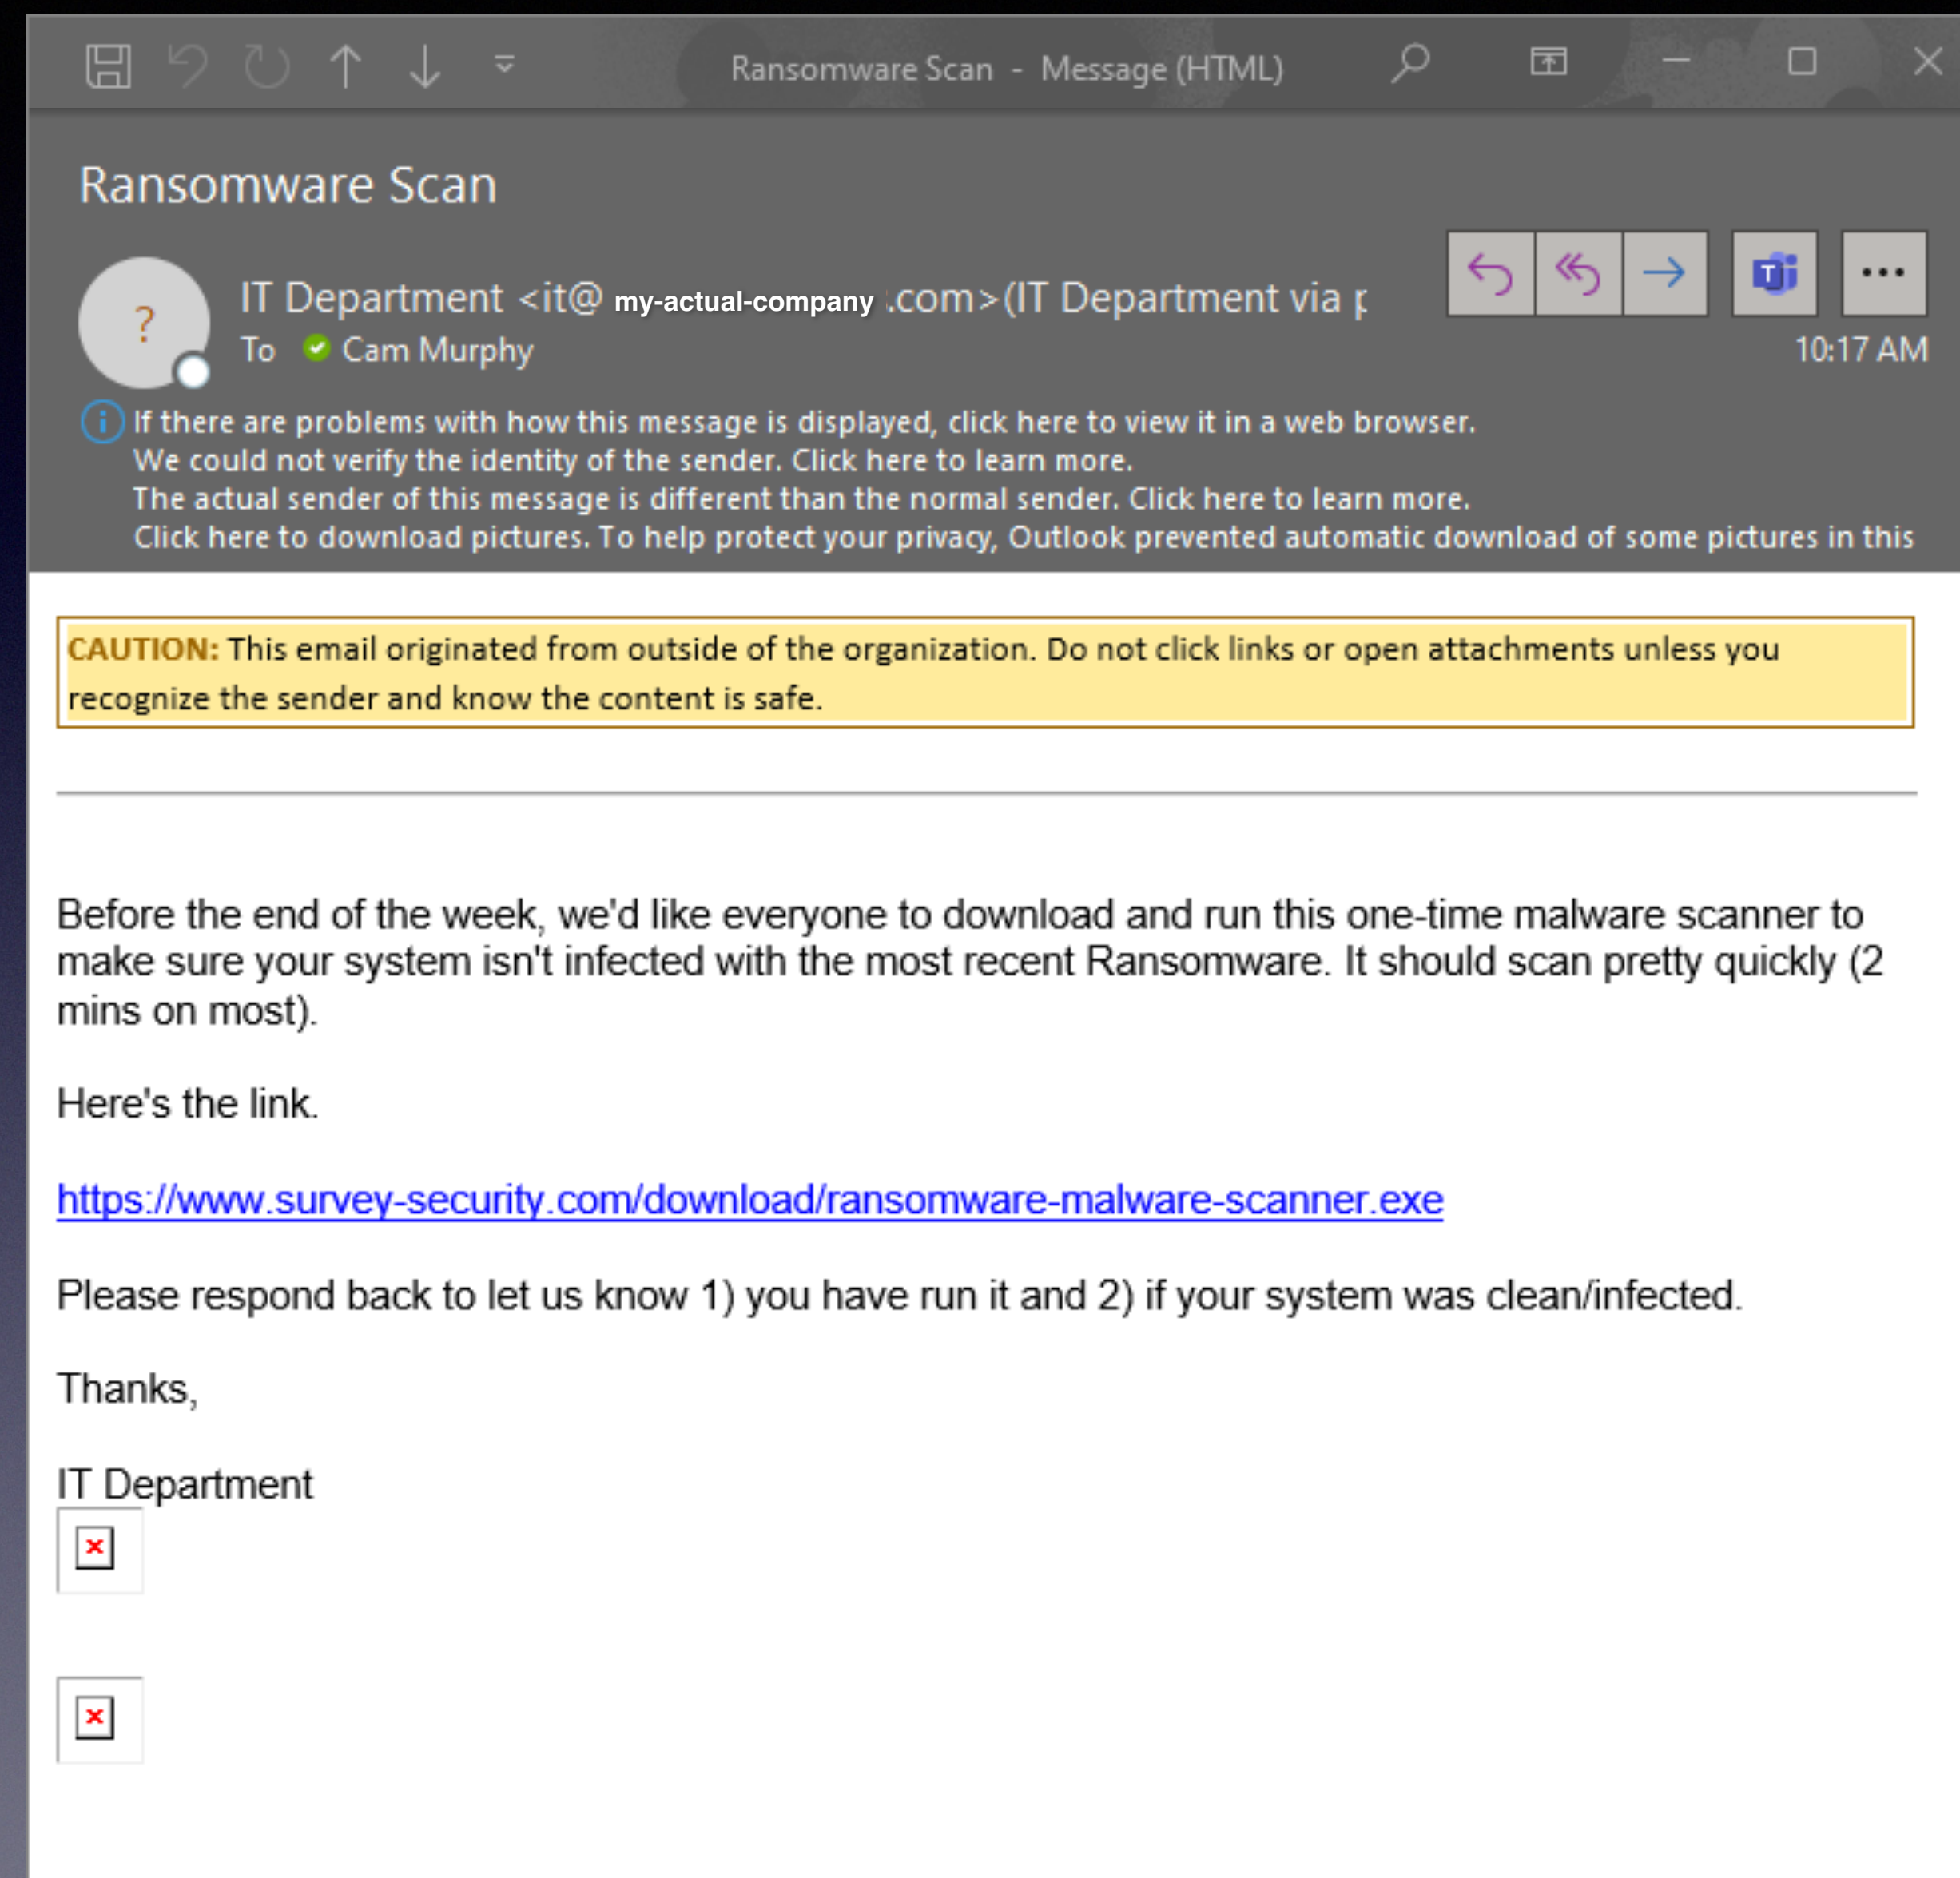 Ransomware Scan - Message (HTML)
Ransomware Scan
IT Department <it@ my-actual-company .com>(IT Department via p
To Cam Murphy
10:17 AM
If there are problems with how this message is displayed, click here to view it in a web browser.
We could not verify the identity of the sender. Click here to learn more.
The actual sender of this message is different than the normal sender. Click here to learn more.
Click here to download pictures. To help protect your privacy, Outlook prevented automatic download of some pictures in this
CAUTION: This email originated from outside of the organization. Do not click links or open attachments unless you
recognize the sender and know the content is safe.
Before the end of the week, we'd like everyone to download and run this one-time malware scanner to
make sure your system isn't infected with the most recent Ransomware. It should scan pretty quickly (2
mins on most).
Here's the link.
https://www.survey-security.com/download/ransomware-malware-scanner.exe
Please respond back to let us know 1) you have run it and 2) if your system was clean/infected.
Thanks,
IT Department